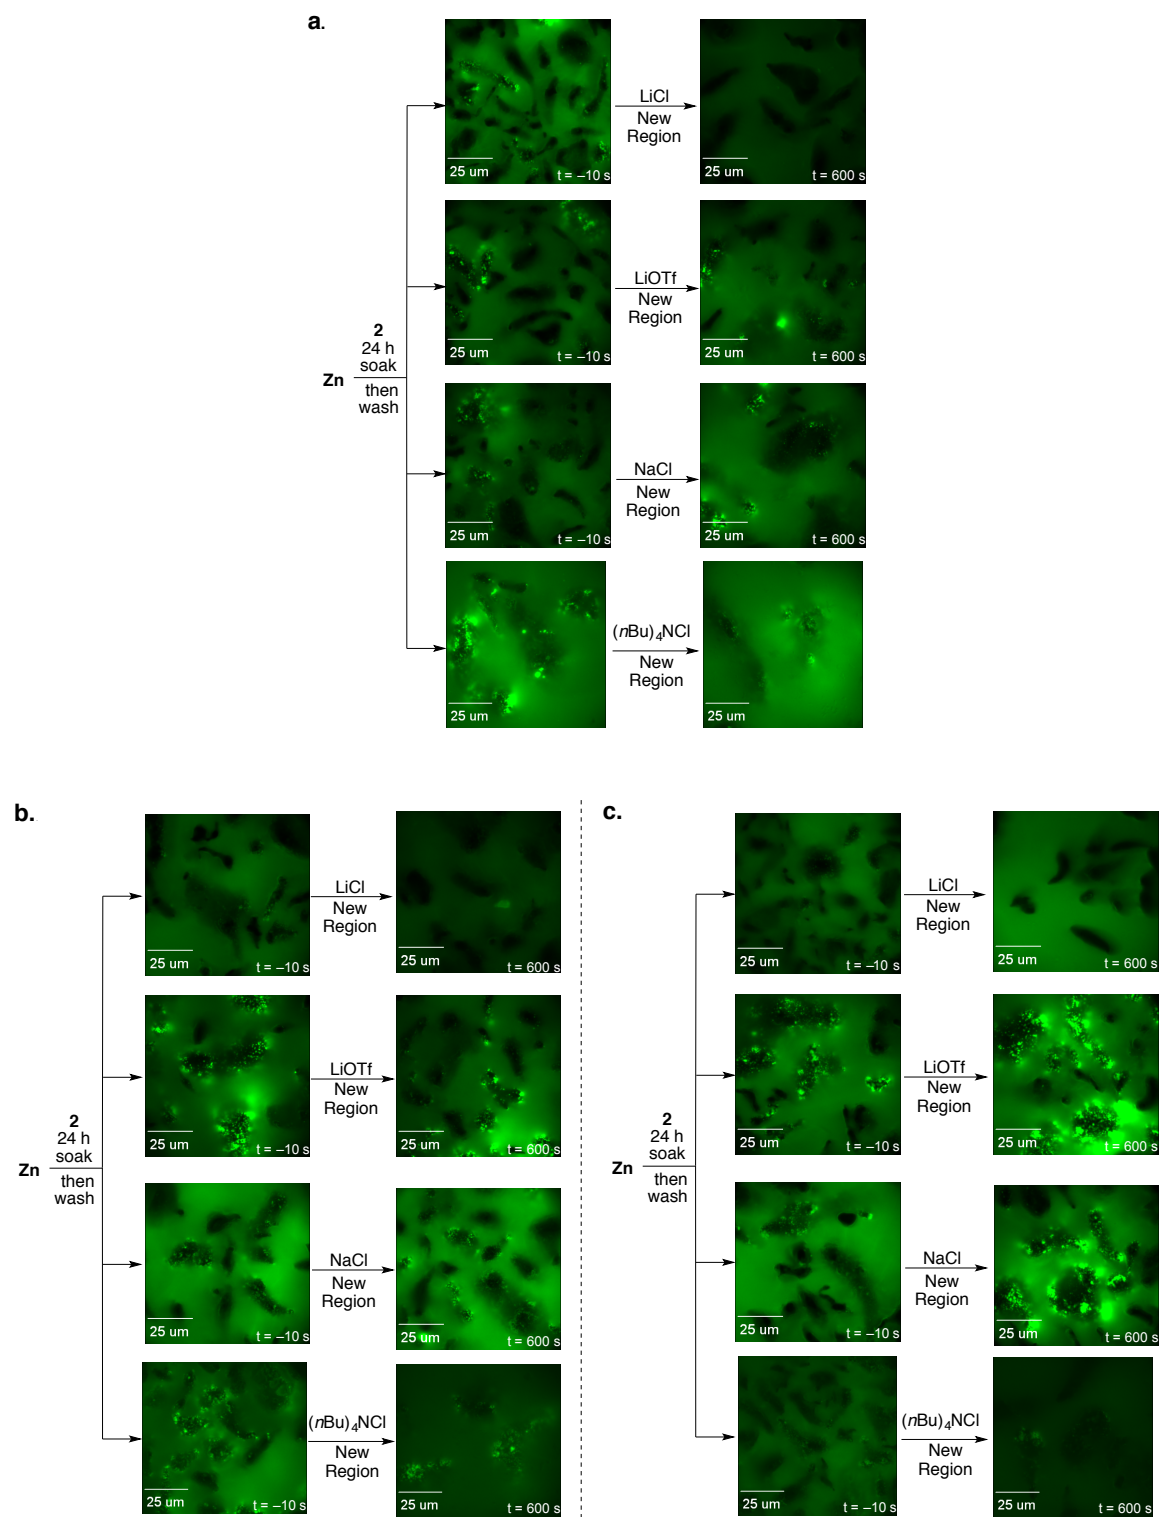 a.
LiCl
New
Region
25 um
t = –10 s
25 um
t = 600 s
LiOTf
New
Region
25 um
t = –10 s
25 um
t = 600 s
Zn
2
24 h
soak
then
wash
NaCl
New
Region
25 um
t = –10 s
25 um
t = 600 s
(nBu)4NCl
New
Region
25 um
25 um
b.
LiCl
New
Region
25 um
t = –10 s
25 um
t = 600 s
LiOTf
New
Region
25 um
t = –10 s
25 um
t = 600 s
Zn
2
24 h
soak
then
wash
NaCl
New
Region
25 um
t = –10 s
25 um
t = 600 s
(nBu)4NCl
New
Region
25 um
t = –10 s
25 um
t = 600 s
c.
LiCl
New
Region
25 um
t = –10 s
25 um
t = 600 s
LiOTf
New
Region
25 um
t = –10 s
25 um
t = 600 s
Zn
2
24 h
soak
then
wash
NaCl
New
Region
25 um
t = –10 s
25 um
t = 600 s
(nBu)4NCl
New
Region
25 um
t = –10 s
25 um
t = 600 s